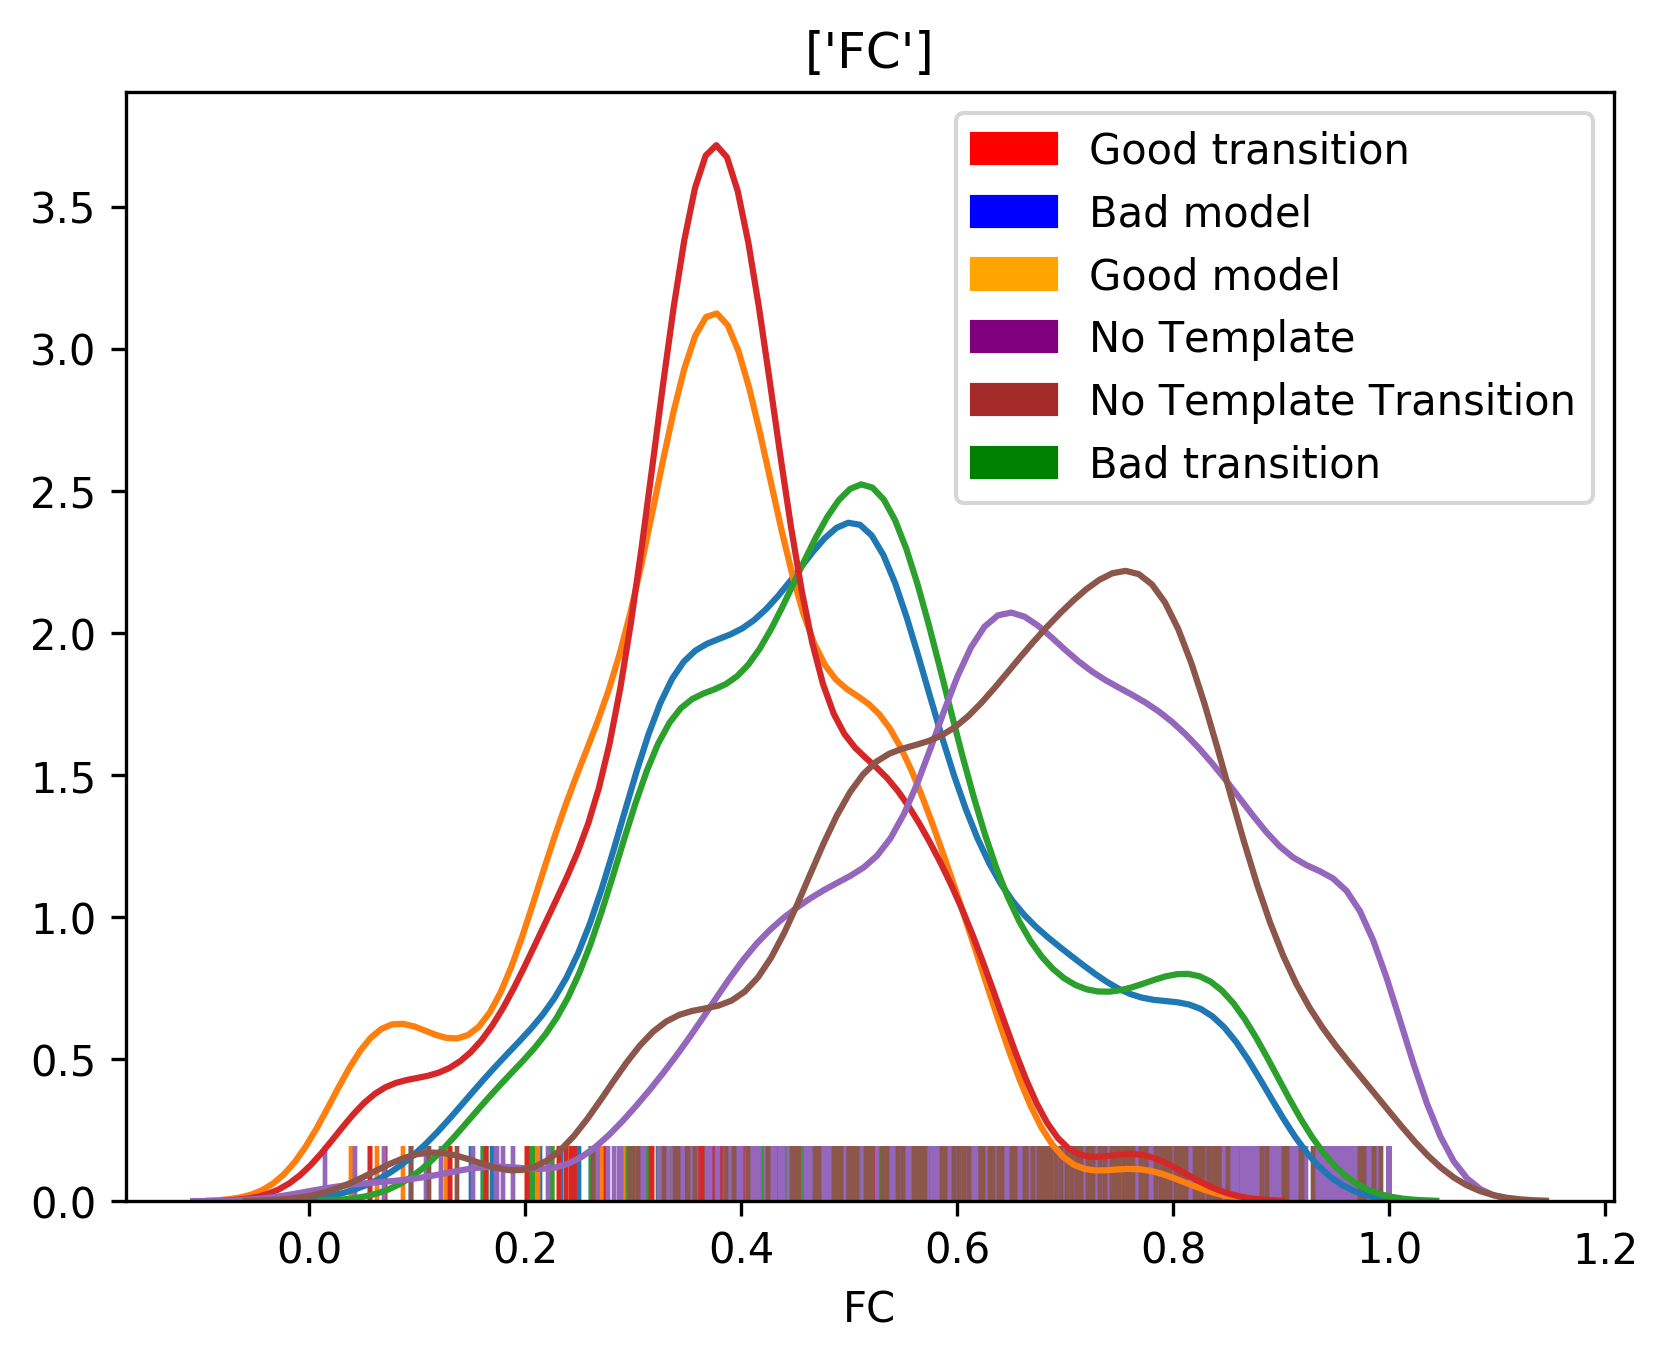 ['FC']
Good transition
Bad model
Good model
No Template
No Template Transition
Bad transition
3.5
3.0
2.5
2.0
1.5
1.0
0.5
0.0
0.0 0.2 0.4 0.6 0.8 1.0 1.2
FC